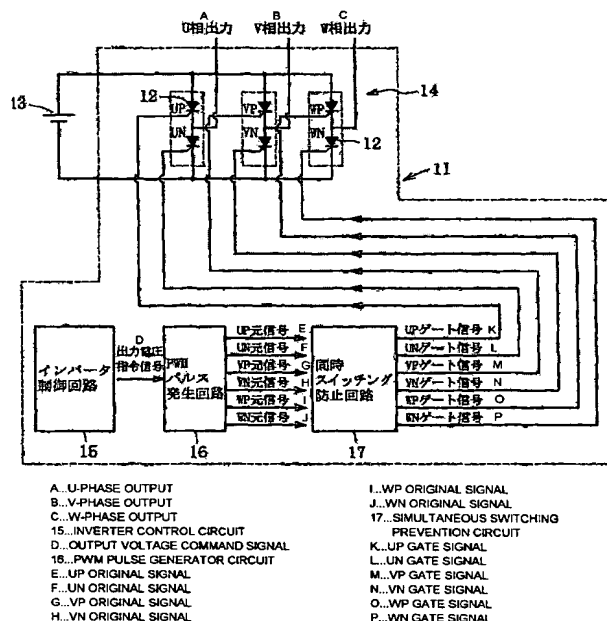 A
U相出力
B
V相出力
C
W相出力
13
12
UP
UN
VP
VN
WP
WN
12
14
11
D
出力電圧
指令信号
インバータ
制御回路
15
PWM
パルス
発生回路
16
UP元信号 E
UN元信号 F
VP元信号 G
VN元信号 H
WP元信号 I
WN元信号 J
同時
スイッチング
防止回路
17
UPゲート信号 K
UNゲート信号 L
VPゲート信号 M
VNゲート信号 N
WPゲート信号 O
WNゲート信号 P
A...U-PHASE OUTPUT
B...V-PHASE OUTPUT
C...W-PHASE OUTPUT
15...INVERTER CONTROL CIRCUIT
D...OUTPUT VOLTAGE COMMAND SIGNAL
16...PWM PULSE GENERATOR CIRCUIT
E...UP ORIGINAL SIGNAL
F...UN ORIGINAL SIGNAL
G...VP ORIGINAL SIGNAL
H...VN ORIGINAL SIGNAL
I...WP ORIGINAL SIGNAL
J...WN ORIGINAL SIGNAL
17...SIMULTANEOUS SWITCHING
PREVENTION CIRCUIT
K...UP GATE SIGNAL
L...UN GATE SIGNAL
M...VP GATE SIGNAL
N...VN GATE SIGNAL
O...WP GATE SIGNAL
P...WN GATE SIGNAL